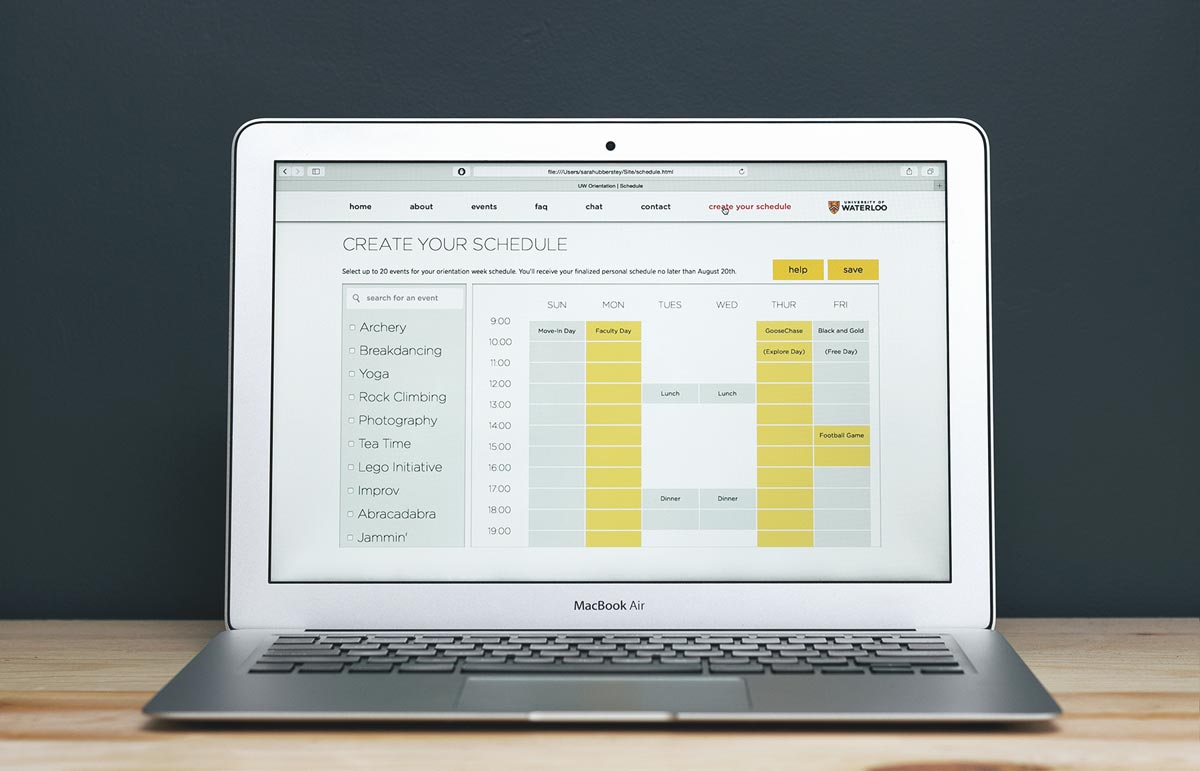 file:///Users/sarahubberstey/Site/schedule.html
UW Orientation | Schedule
home about events faq chat contact create your schedule UNIVERSITY OF WATERLOO
CREATE YOUR SCHEDULE
Select up to 20 events for your orientation week schedule. You'll receive your finalized personal schedule no later than August 20th.
help save
search for an event
Archery
Breakdancing
Yoga
Rock Climbing
Photography
Tea Time
Lego Initiative
Improv
Abracadabra
Jammin'
SUN MON TUES WED THUR FRI
9:00
Move-In Day Faculty Day GooseChase Black and Gold
10:00
(Explore Day) (Free Day)
11:00
12:00
Lunch Lunch
13:00
14:00
Football Game
15:00
16:00
17:00
Dinner Dinner
18:00
19:00
MacBook Air